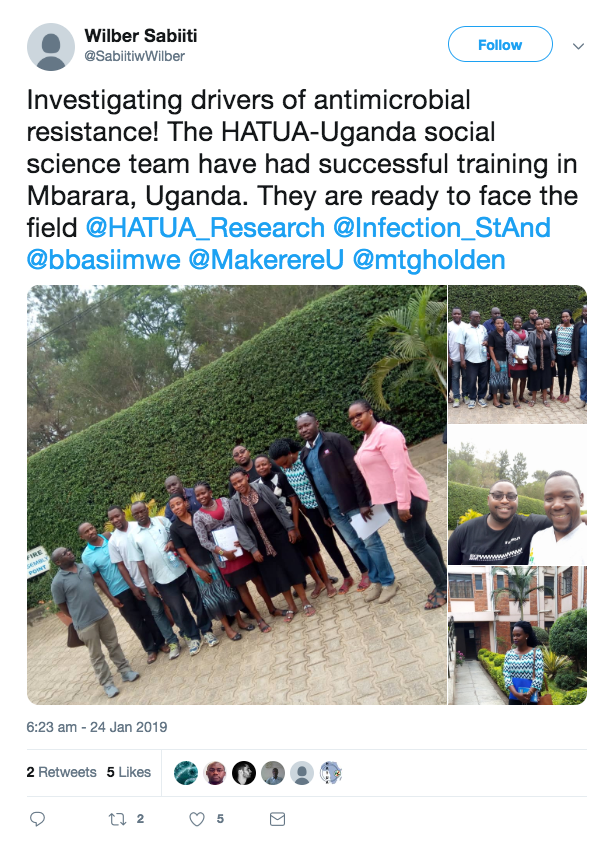 Wilber Sabiiti
@SabiitiwWilber
Follow
Investigating drivers of antimicrobial
resistance! The HATUA-Uganda social
science team have had successful training in
Mbarara, Uganda. They are ready to face the
field @HATUA_Research @Infection_StAnd
@bbasiimwe @MakerereU @mtgholden
FIRE
POINT
6:23 am - 24 Jan 2019
2 Retweets 5 Likes
2 5